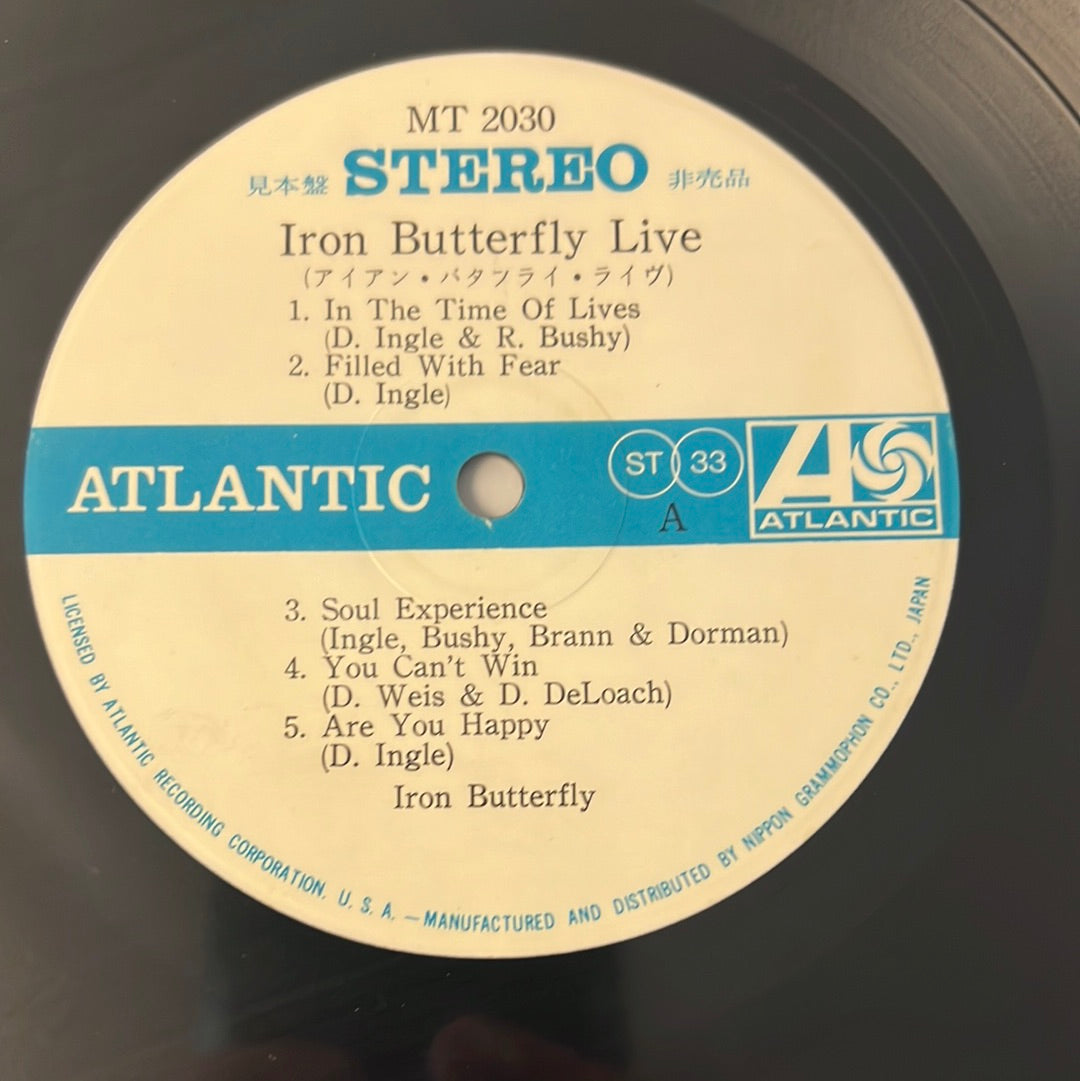 MT 2030
見本盤 STEREO 非売品
Iron Butterfly Live
(アイアン・バタフライ・ライヴ)
1. In The Time Of Lives
(D. Ingle & R. Bushy)
2. Filled With Fear
(D. Ingle)
ATLANTIC
ST 33
A
ATLANTIC
3. Soul Experience
(Ingle, Bushy, Brann & Dorman)
4. You Can't Win
(D. Weis & D. DeLoach)
5. Are You Happy
(D. Ingle)
Iron Butterfly
LICENSED BY ATLANTIC RECORDING CORPORATION. U. S. A. —MANUFACTURED AND DISTRIBUTED BY NIPPON GRAMMOPHON CO., LTD., JAPAN